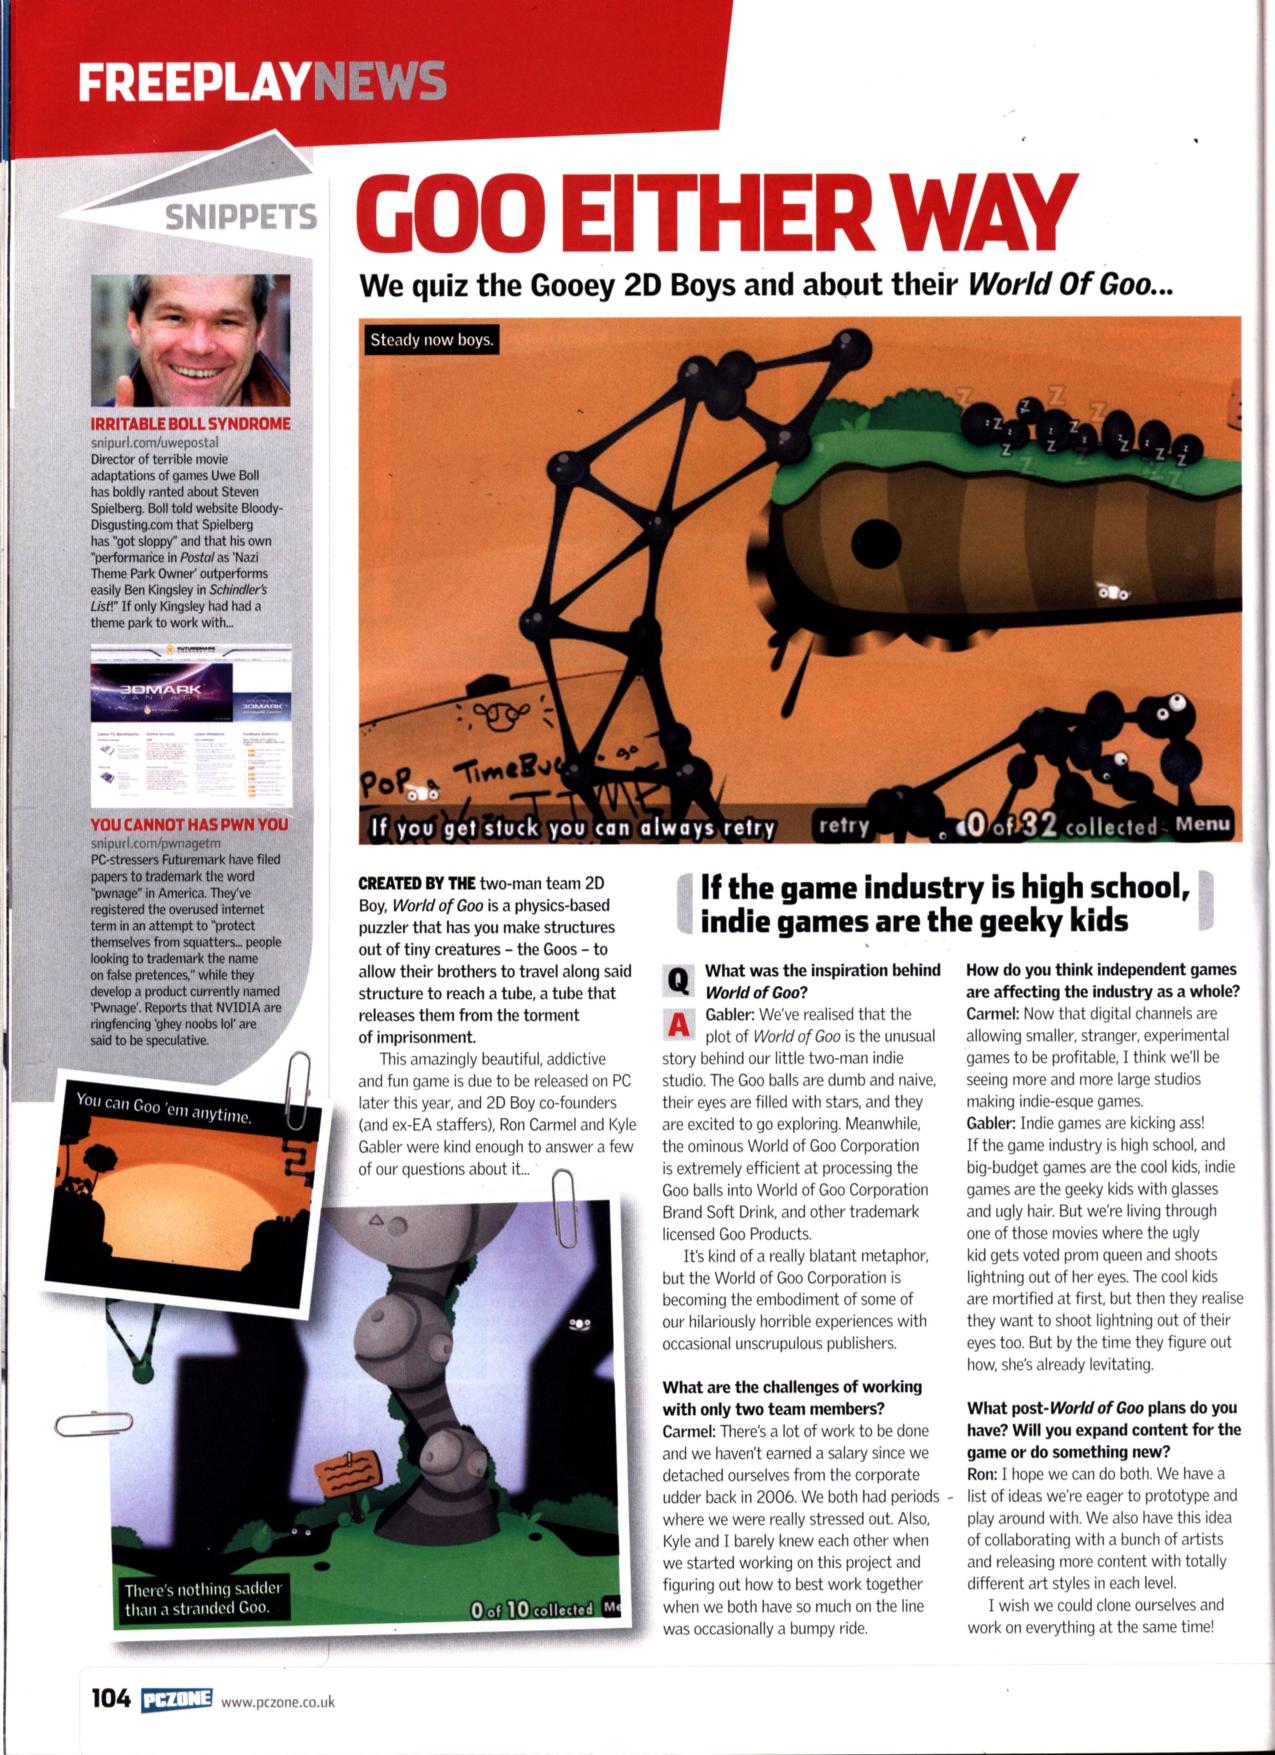 FREEPLAYNEWS
SNIPPETS
IRRITABLE BOLL SYNDROME
snipurl.com/uwepostal
Director of terrible movie
adaptations of games Uwe Boll
has boldly ranted about Steven
Spielberg. Boll told website Bloody-
Disgusting.com that Spielberg
has "got sloppy" and that his own
"performance in Postal as 'Nazi
Theme Park Owner' outperforms
easily Ben Kingsley in Schindler's
List!" If only Kingsley had had a
theme park to work with...
FUTUREMARK
3DMARK
VANTAGE
3DMARK
YOU CANNOT HAS PWN YOU
snipurl.com/pwnagetm
PC-stressers Futuremark have filed
papers to trademark the word
"pwnage" in America. They've
registered the overused internet
term in an attempt to "protect
themselves from squatters... people
looking to trademark the name
on false pretences," while they
develop a product currently named
'Pwnage'. Reports that NVIDIA are
ringfencing 'ghey noobs lol' are
said to be speculative.
GOO EITHER WAY
We quiz the Gooey 2D Boys and about their World Of Goo...
Steady now boys.
If you get stuck you can always retry
retry
0 of 32 collected
Menu
CREATED BY THE two-man team 2D
Boy, World of Goo is a physics-based
puzzler that has you make structures
out of tiny creatures – the Goos – to
allow their brothers to travel along said
structure to reach a tube, a tube that
releases them from the torment
of imprisonment.
This amazingly beautiful, addictive
and fun game is due to be released on PC
later this year, and 2D Boy co-founders
(and ex-EA staffers), Ron Carmel and Kyle
Gabler were kind enough to answer a few
of our questions about it...
You can Goo 'em anytime.
There's nothing sadder
than a stranded Goo.
0 of 10 collected
Me
If the game industry is high school,
indie games are the geeky kids
Q What was the inspiration behind
World of Goo?
A Gabler: We've realised that the
plot of World of Goo is the unusual
story behind our little two-man indie
studio. The Goo balls are dumb and naive,
their eyes are filled with stars, and they
are excited to go exploring. Meanwhile,
the ominous World of Goo Corporation
is extremely efficient at processing the
Goo balls into World of Goo Corporation
Brand Soft Drink, and other trademark
licensed Goo Products.
It's kind of a really blatant metaphor,
but the World of Goo Corporation is
becoming the embodiment of some of
our hilariously horrible experiences with
occasional unscrupulous publishers.
What are the challenges of working
with only two team members?
Carmel: There's a lot of work to be done
and we haven't earned a salary since we
detached ourselves from the corporate
udder back in 2006. We both had periods
where we were really stressed out. Also,
Kyle and I barely knew each other when
we started working on this project and
figuring out how to best work together
when we both have so much on the line
was occasionally a bumpy ride.
How do you think independent games
are affecting the industry as a whole?
Carmel: Now that digital channels are
allowing smaller, stranger, experimental
games to be profitable, I think we'll be
seeing more and more large studios
making indie-esque games.
Gabler: Indie games are kicking ass!
If the game industry is high school, and
big-budget games are the cool kids, indie
games are the geeky kids with glasses
and ugly hair. But we're living through
one of those movies where the ugly
kid gets voted prom queen and shoots
lightning out of her eyes. The cool kids
are mortified at first, but then they realise
they want to shoot lightning out of their
eyes too. But by the time they figure out
how, she's already levitating.
What post-World of Goo plans do you
have? Will you expand content for the
game or do something new?
Ron: I hope we can do both. We have a
list of ideas we're eager to prototype and
play around with. We also have this idea
of collaborating with a bunch of artists
and releasing more content with totally
different art styles in each level.
I wish we could clone ourselves and
work on everything at the same time!
104 PCZONE www.pczone.co.uk